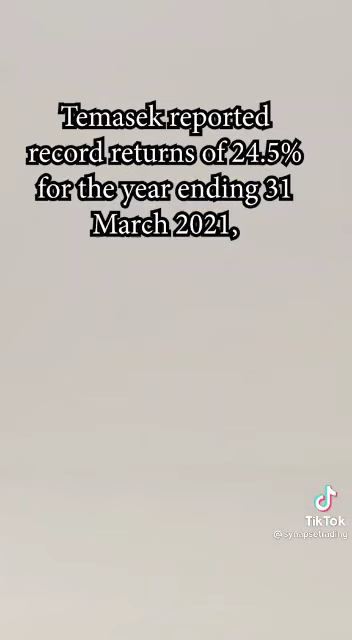 Temasek reported
record returns of 24.5%
for the year ending 31
March 2021,
TikTok
@synapsetrading